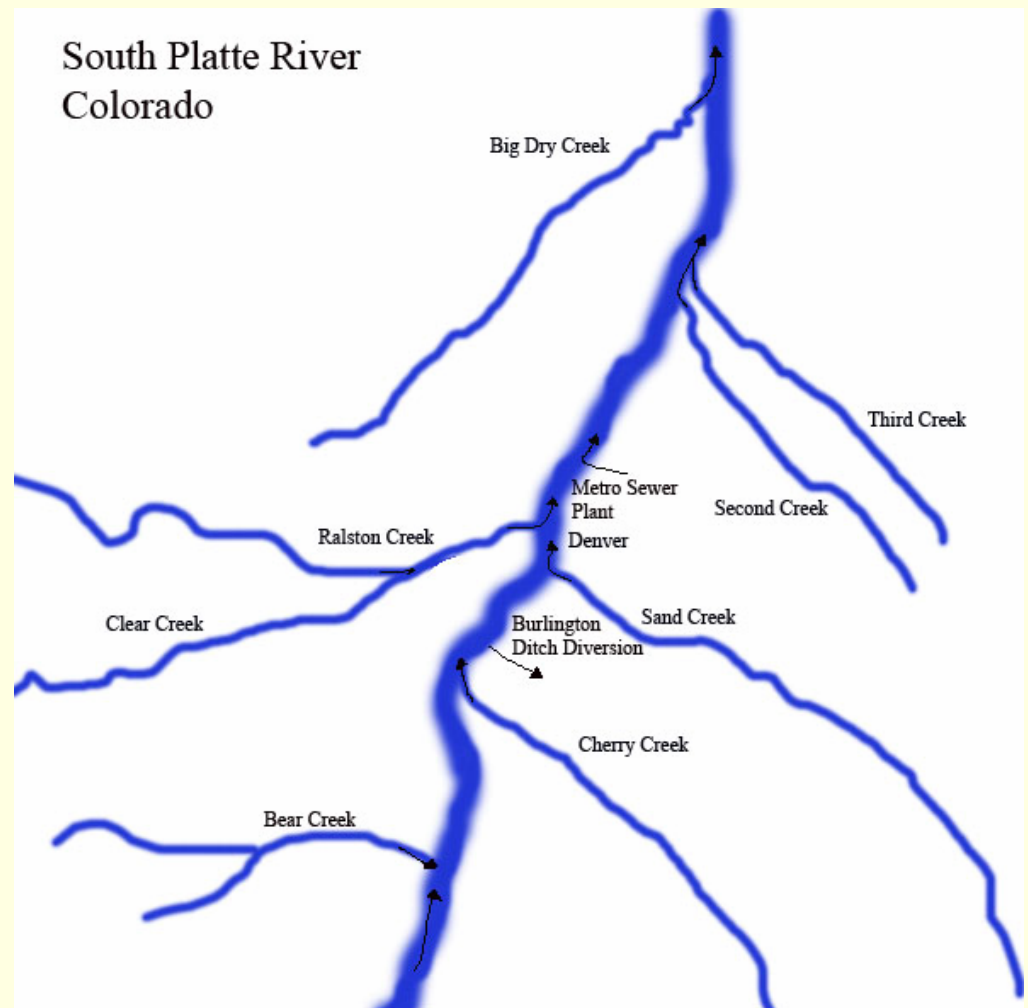 South Platte River
Colorado
Big Dry Creek
Third Creek
Metro Sewer
Plant
Second Creek
Ralston Creek
Denver
Clear Creek
Sand Creek
Burlington
Ditch Diversion
Cherry Creek
Bear Creek